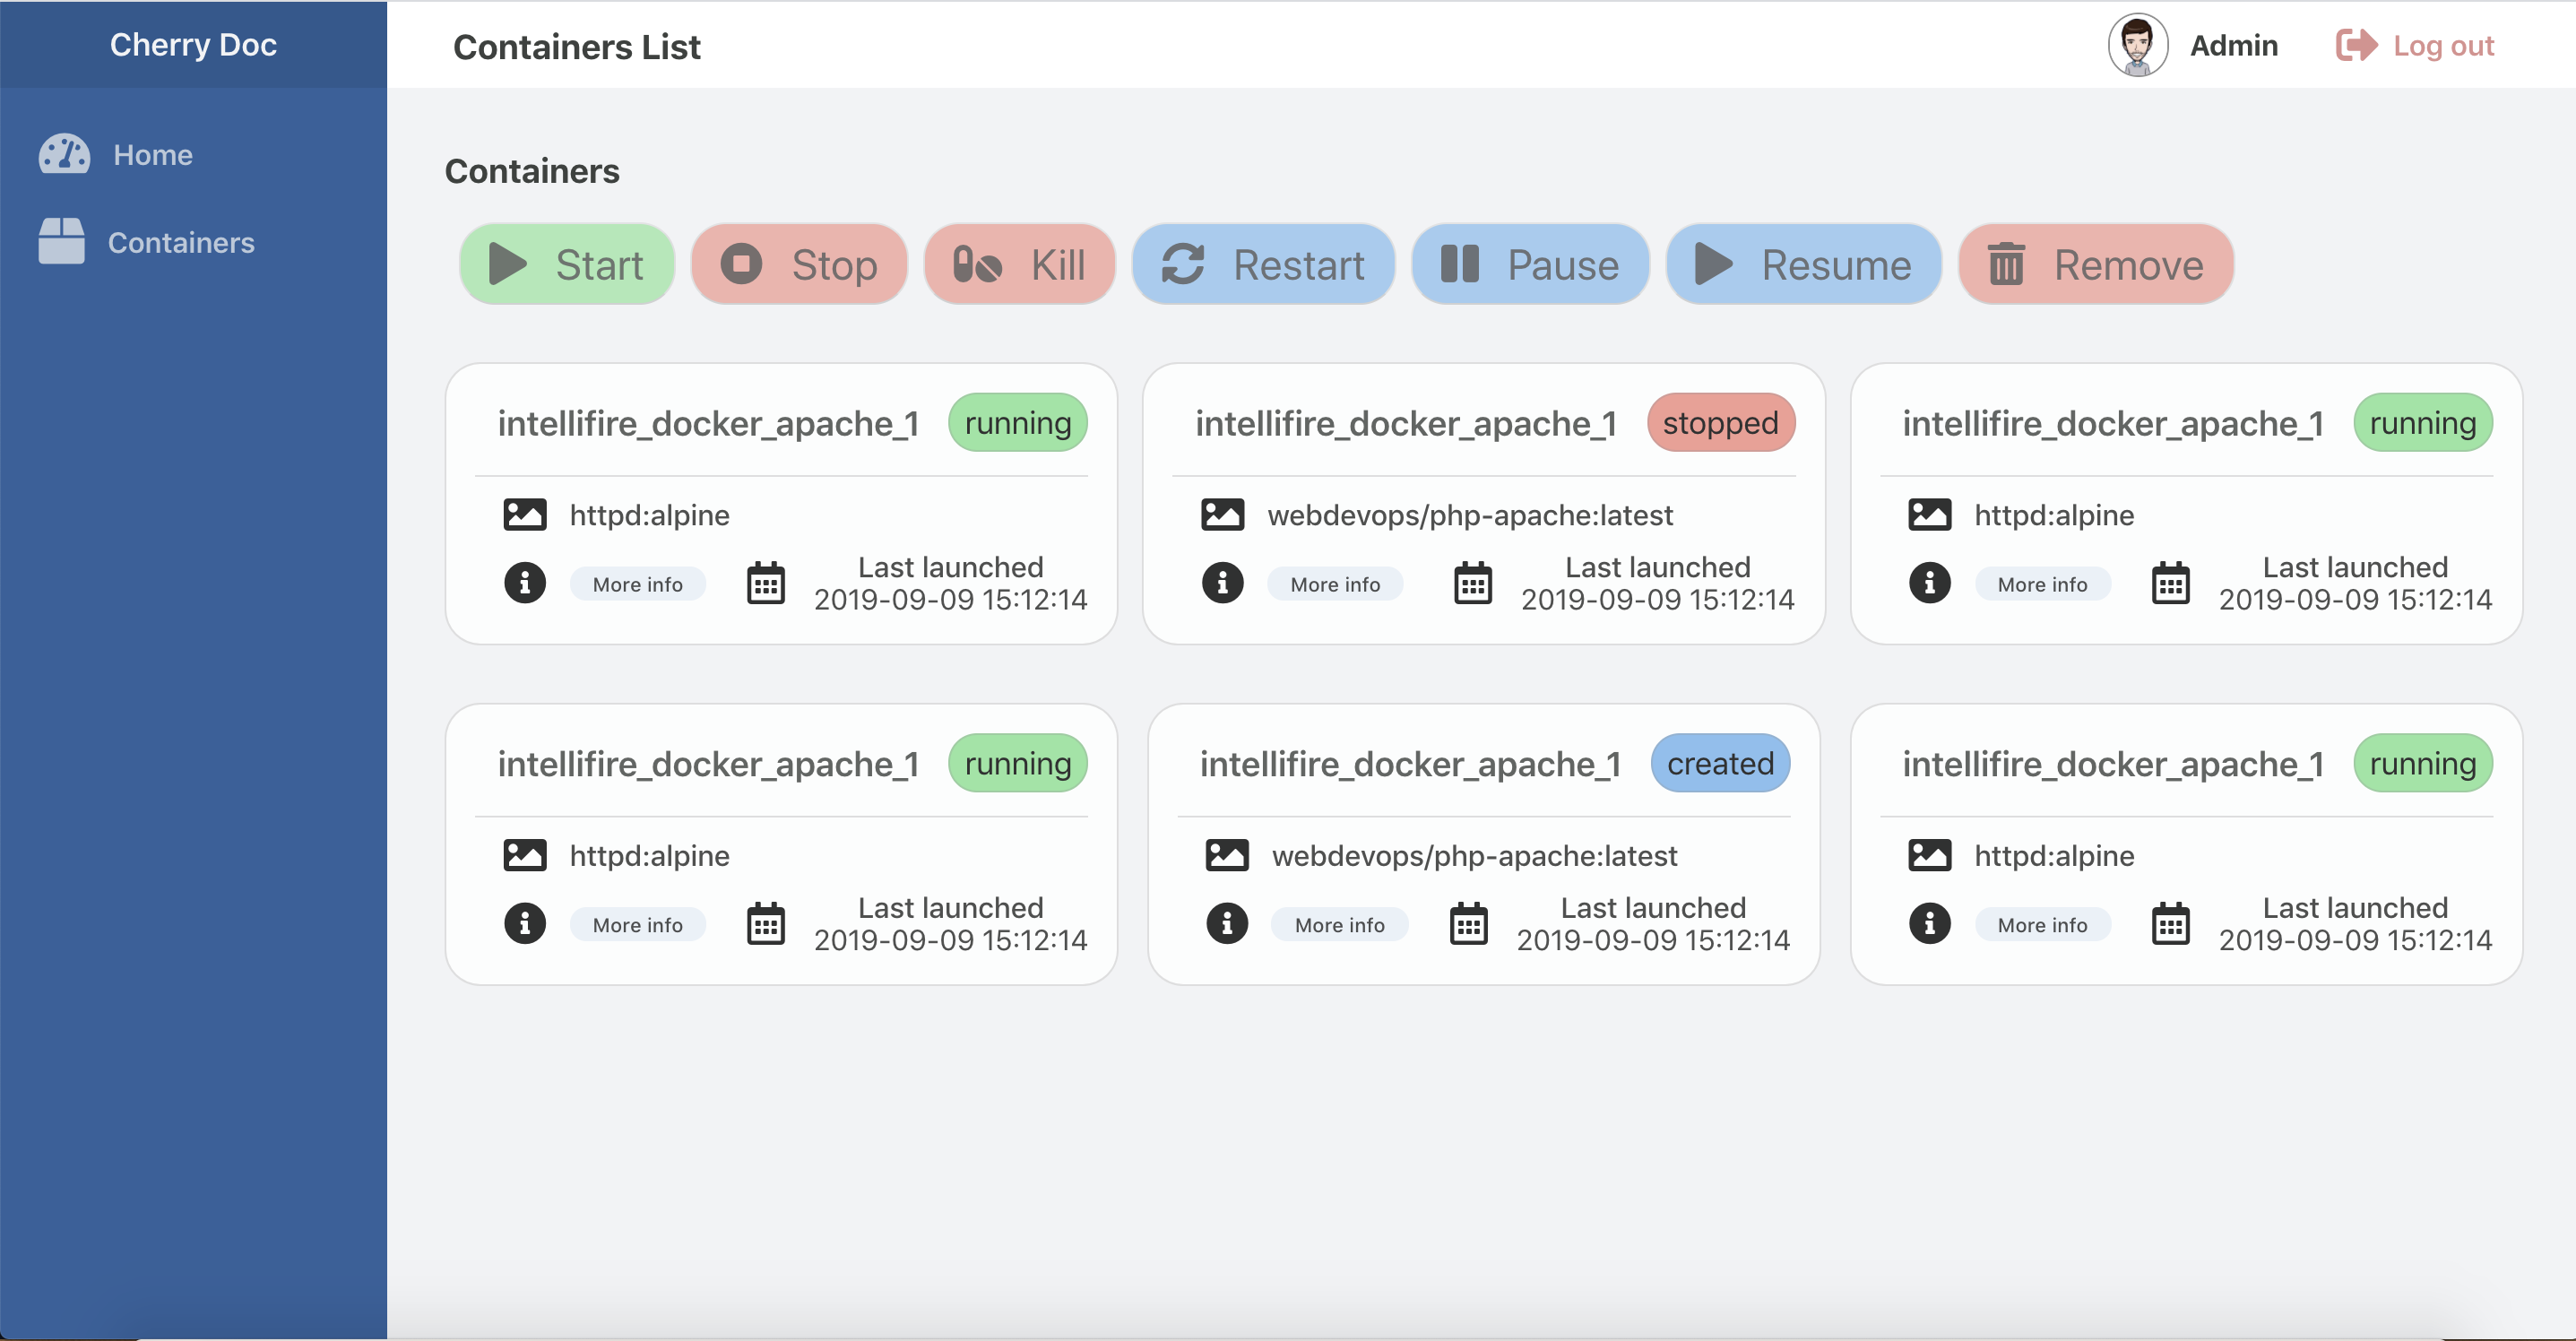 Cherry Doc
Containers List
Admin
Log out
Home
Containers
Containers
Start Stop Kill Restart Pause Resume Remove
intellifire_docker_apache_1 running
httpd:alpine
More info
Last launched
2019-09-09 15:12:14
intellifire_docker_apache_1 stopped
webdevops/php-apache:latest
More info
Last launched
2019-09-09 15:12:14
intellifire_docker_apache_1 running
httpd:alpine
More info
Last launched
2019-09-09 15:12:14
intellifire_docker_apache_1 running
httpd:alpine
More info
Last launched
2019-09-09 15:12:14
intellifire_docker_apache_1 created
webdevops/php-apache:latest
More info
Last launched
2019-09-09 15:12:14
intellifire_docker_apache_1 running
httpd:alpine
More info
Last launched
2019-09-09 15:12:14